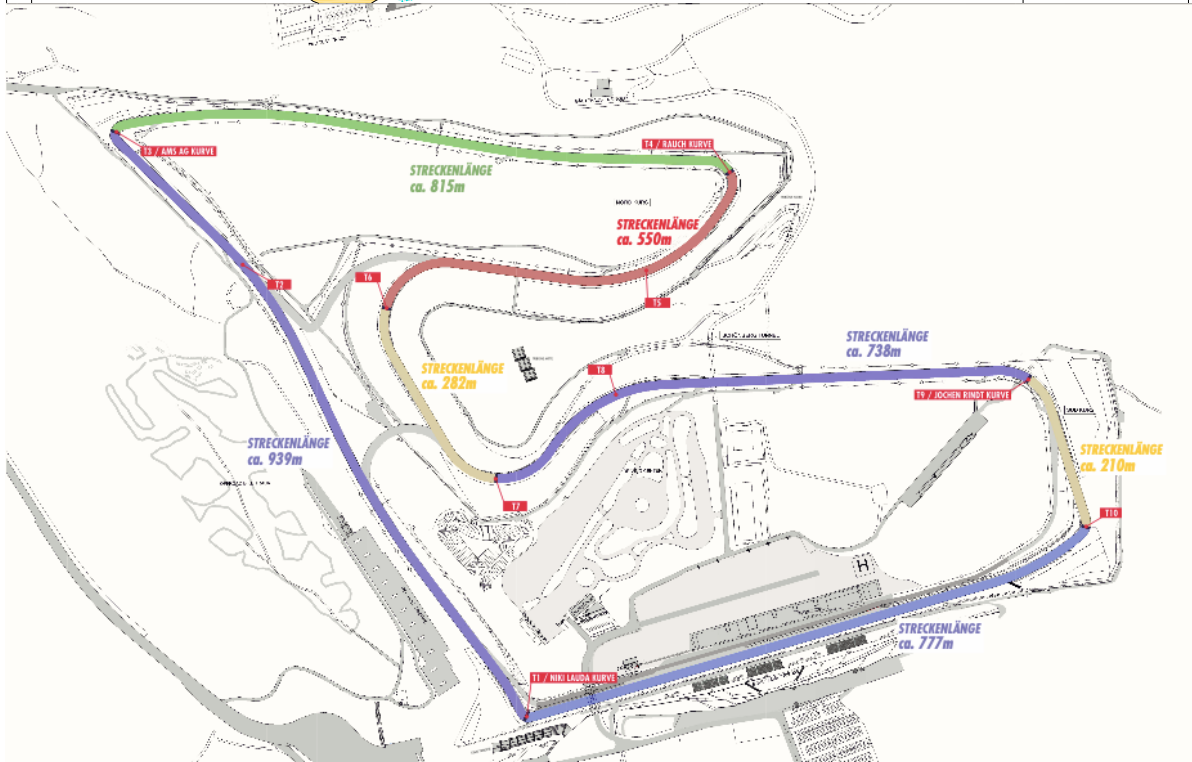 T3 / AMS AG KURVE
T4 / RAUCH KURVE
STRECKENLÄNGE
ca. 815m
STRECKENLÄNGE
ca. 550m
T2
T6
T5
STRECKENLÄNGE
ca. 738m
STRECKENLÄNGE
ca. 282m
T8
T9 / JOCHEN RINDT KURVE
STRECKENLÄNGE
ca. 939m
STRECKENLÄNGE
ca. 210m
T7
T10
H
STRECKENLÄNGE
ca. 777m
T1 / NIKI LAUDA KURVE